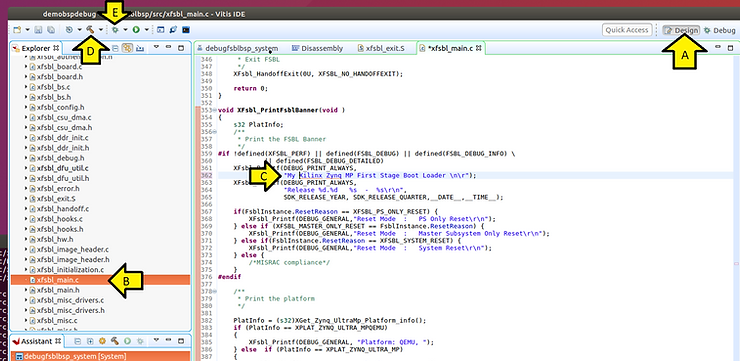 demobspdebug
blbsp/src/xfsbl_main.c - Vitis IDE
E
D
Quick Access
Design
Debug
A
Explorer
debugfsblbsp_system
Disassembly
xfsbl_exit.S
*xfsbl_main.c
xfsbl_authentication.h
xfsbl_board.c
xfsbl_board.h
xfsbl_bs.c
xfsbl_bs.h
xfsbl_config.h
xfsbl_csu_dma.c
xfsbl_csu_dma.h
xfsbl_ddr_init.c
xfsbl_ddr_init.h
xfsbl_debug.h
xfsbl_dfu_util.c
xfsbl_dfu_util.h
xfsbl_error.h
xfsbl_exit.S
xfsbl_handoff.c
xfsbl_hooks.c
xfsbl_hooks.h
xfsbl_hw.h
xfsbl_image_header.c
xfsbl_image_header.h
xfsbl_initialization.c
xfsbl_main.c
B
xfsbl_main.h
xfsbl_misc_drivers.c
xfsbl_misc_drivers.h
xfsbl_misc.c
Assistant
debugfsblbsp_system [System]
346 * Exit FSBL
347 */
348 XFsbl_HandoffExit(0U, XFSBL_NO_HANDOFFEXIT);
349
350 return 0;
351 }
352
353 void XFsbl_PrintFsblBanner(void )
354 {
355 s32 PlatInfo;
356 /**
357 * Print the FSBL Banner
358 */
359 #if !defined(XFSBL_PERF) || defined(FSBL_DEBUG) || defined(FSBL_DEBUG_INFO) \
360 || defined(FSBL_DEBUG_DETAILED)
361 XFsbl_Printf(DEBUG_PRINT_ALWAYS,
362 "My Xilinx Zynq MP First Stage Boot Loader \n\r");
C
363 XFsbl_Printf(DEBUG_PRINT_ALWAYS,
364 "Release %d.%d %s - %s\r\n",
365 SDK_RELEASE_YEAR, SDK_RELEASE_QUARTER,__DATE__,__TIME__);
366
367 if(FsblInstance.ResetReason == XFSBL_PS_ONLY_RESET) {
368 XFsbl_Printf(DEBUG_GENERAL,"Reset Mode : PS Only Reset\r\n");
369 } else if (XFSBL_MASTER_ONLY_RESET == FsblInstance.ResetReason) {
370 XFsbl_Printf(DEBUG_GENERAL,"Reset Mode : Master Subsystem Only Reset\r\n");
371 } else if(FsblInstance.ResetReason == XFSBL_SYSTEM_RESET) {
372 XFsbl_Printf(DEBUG_GENERAL,"Reset Mode : System Reset\r\n");
373 } else {
374 /*MISRAC compliance*/
375 }
376 #endif
377
378 /**
379 * Print the platform
380 */
381
382 PlatInfo = (s32)XGet_Zynq_UltraMp_Platform_info();
383 if (PlatInfo == XPLAT_ZYNQ_ULTRA_MPQEMU)
384 {
385 XFsbl_Printf(DEBUG_GENERAL, "Platform: QEMU, ");
386 } else if (PlatInfo == XPLAT_ZYNQ_ULTRA_MP)
387 {